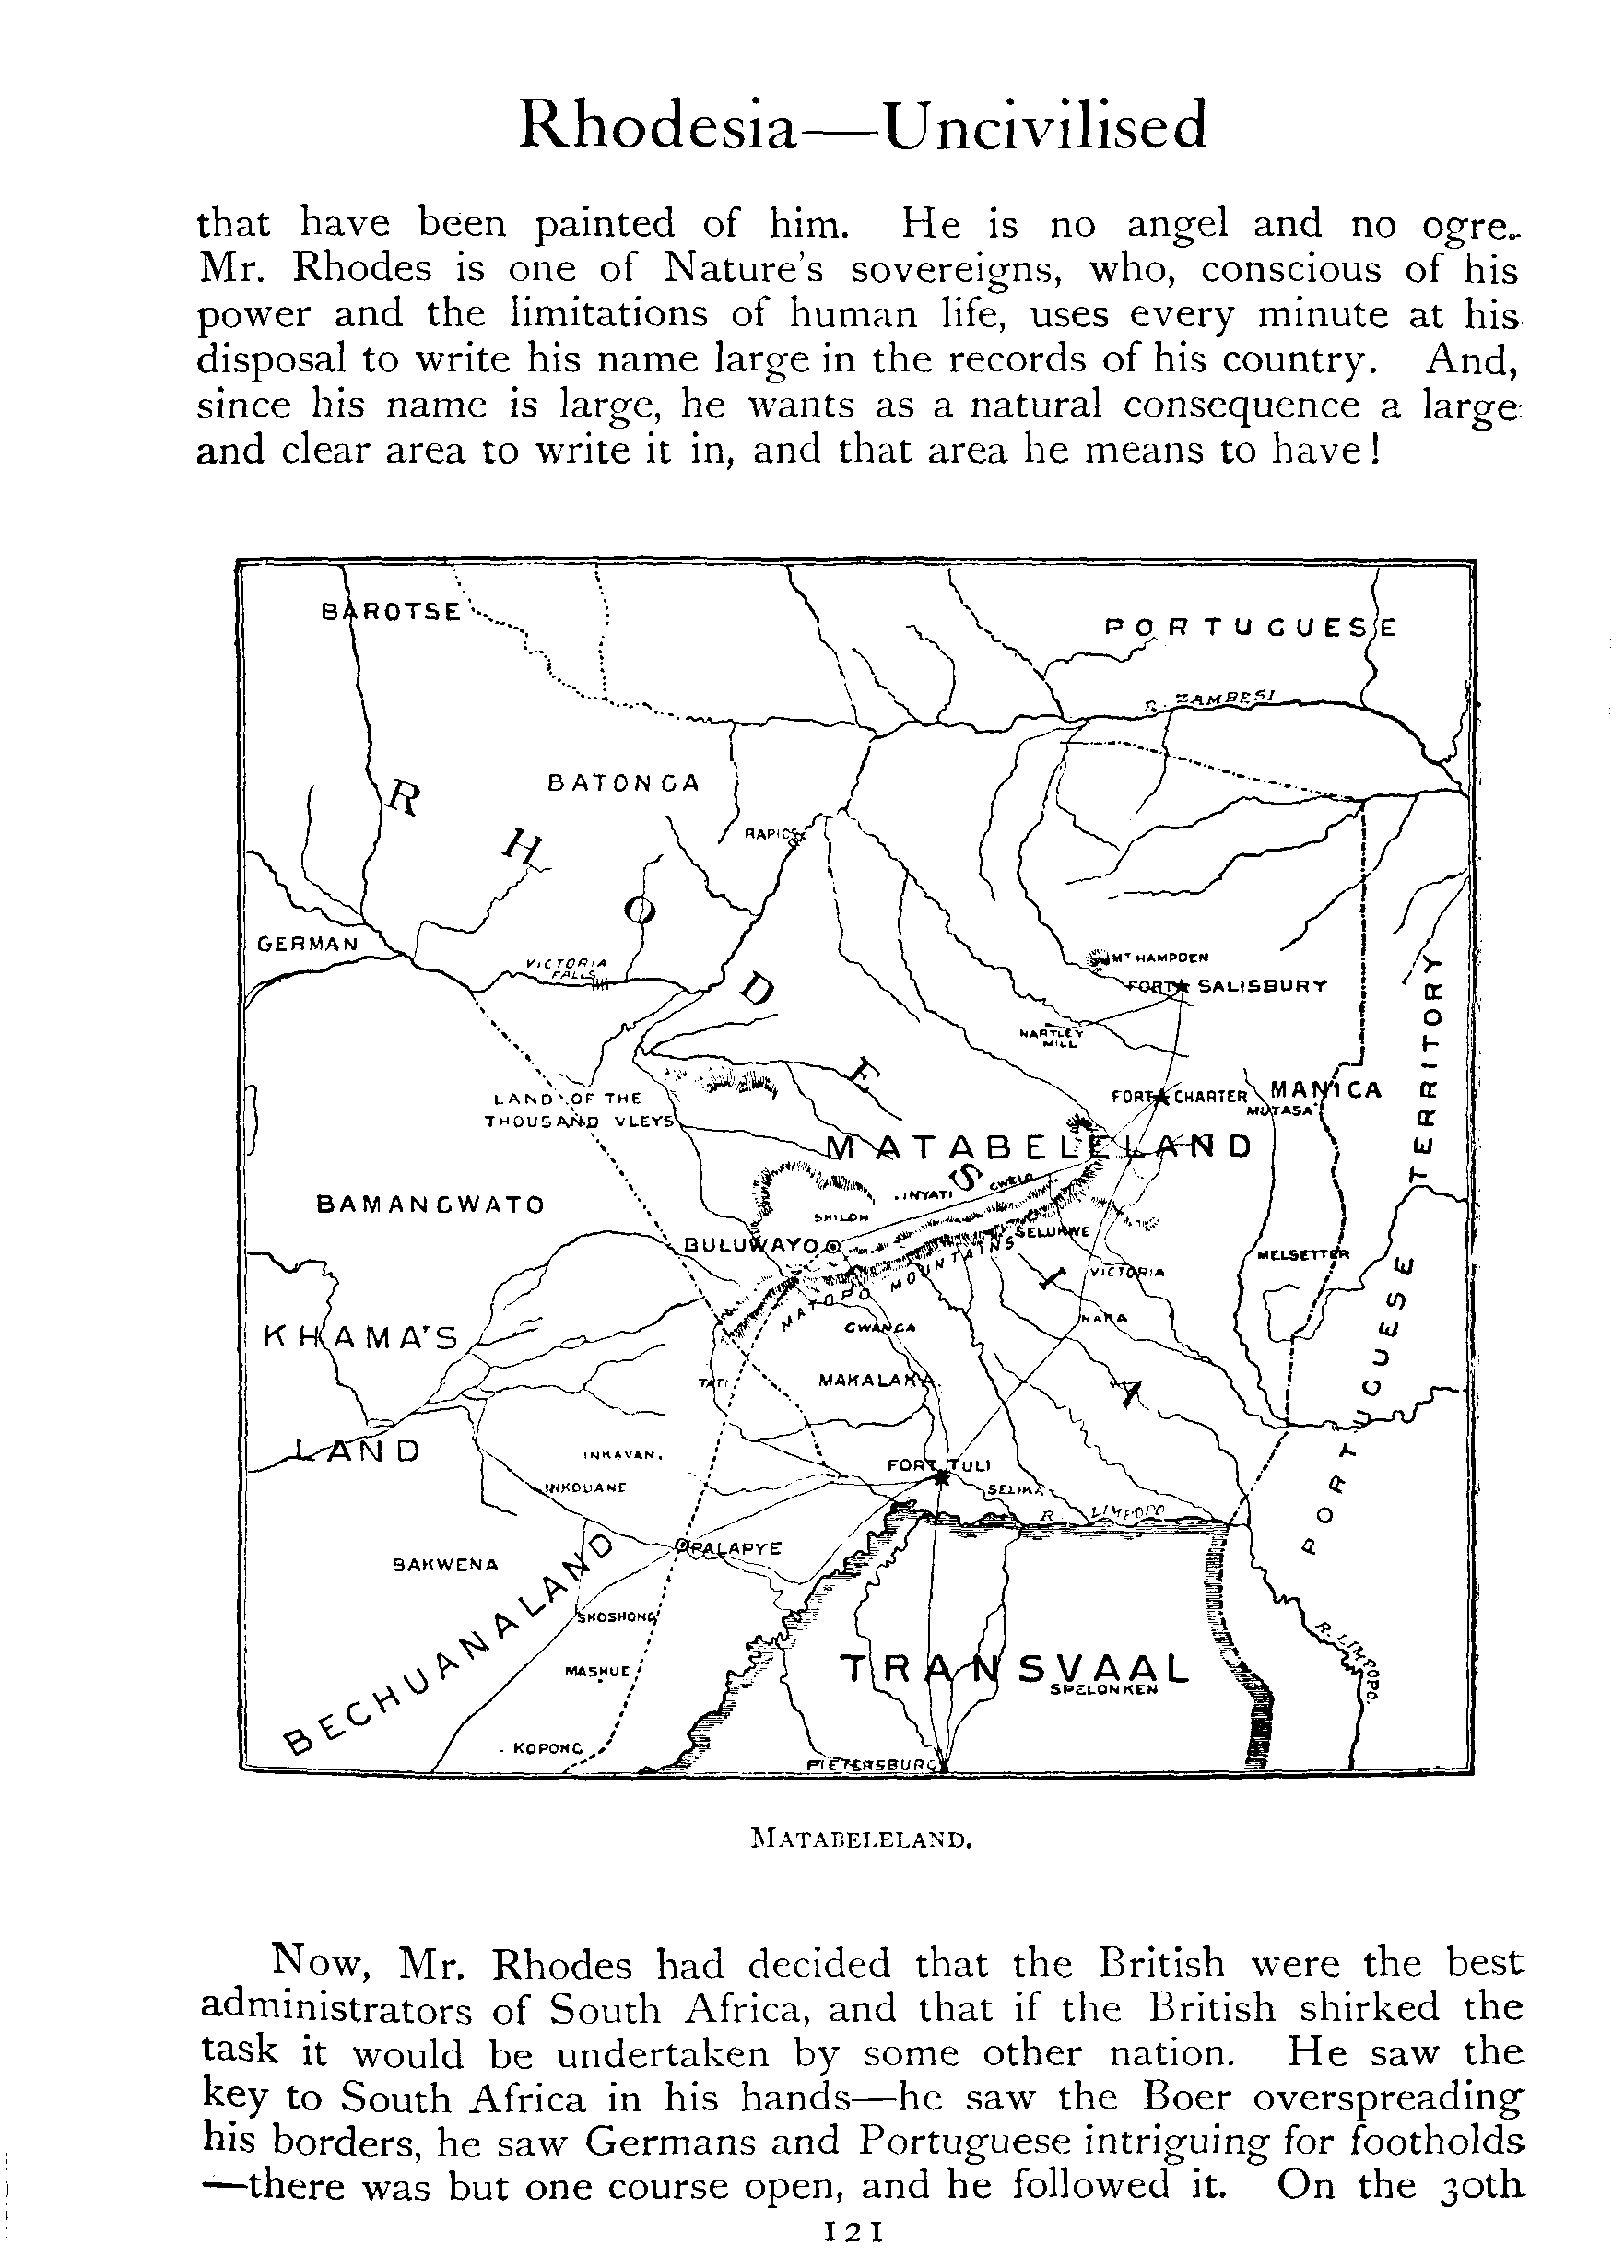 Rhodesia—Uncivilised
that have been painted of him. He is no angel and no ogre.
Mr. Rhodes is one of Nature's sovereigns, who, conscious of his
power and the limitations of human life, uses every minute at his
disposal to write his name large in the records of his country. And,
since his name is large, he wants as a natural consequence a large
and clear area to write it in, and that area he means to have!
BAROTSE
PORTUGUESE
R. ZAMBESI
BATONGA
RHODESIA
RAPIDS
GERMAN
VICTORIA
FALLS
MT HAMPDEN
FORT SALISBURY
HARTLEY
MILL
LAND OF THE
THOUSAND VLEYS
FORT CHARTER
MANICA
MUTASA
PORTUGUESE TERRITORY
MATABELELAND
BAMANGWATO
INYATI
GWELO
SHILOH
BULUWAYO
SELUKWE
MELSETTER
MATOPO MOUNTAINS
VICTORIA
NAKA
KHAMA'S
LAND
GWANGA
TATI
MAKALAKA
INKAVAN.
FORT TULI
INKOUANE
SELIKA
R. LIMPOPO
PALAPYE
BAKWENA
BECHUANALAND
SHOSHONG
R. LIMPOPO.
MASHUE
TRANSVAAL
SPELONKEN
KOPONG
PIETERSBURG
MATABELELAND.
Now, Mr. Rhodes had decided that the British were the best
administrators of South Africa, and that if the British shirked the
task it would be undertaken by some other nation. He saw the
key to South Africa in his hands—he saw the Boer overspreading
his borders, he saw Germans and Portuguese intriguing for footholds
—there was but one course open, and he followed it. On the 30th
121